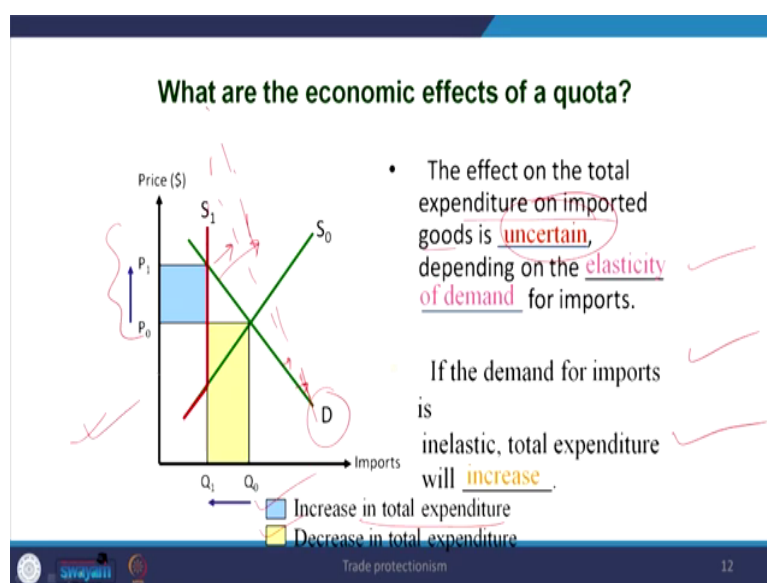 What are the economic effects of a quota?
Price ($)
S₁
S₀
P₁
P₀
D
Imports
Q₁ Q₀
• The effect on the total
expenditure on imported
goods is uncertain,
depending on the elasticity
of demand for imports.
If the demand for imports
is
inelastic, total expenditure
will increase.
Increase in total expenditure
Decrease in total expenditure
swayam
Trade protectionism
12